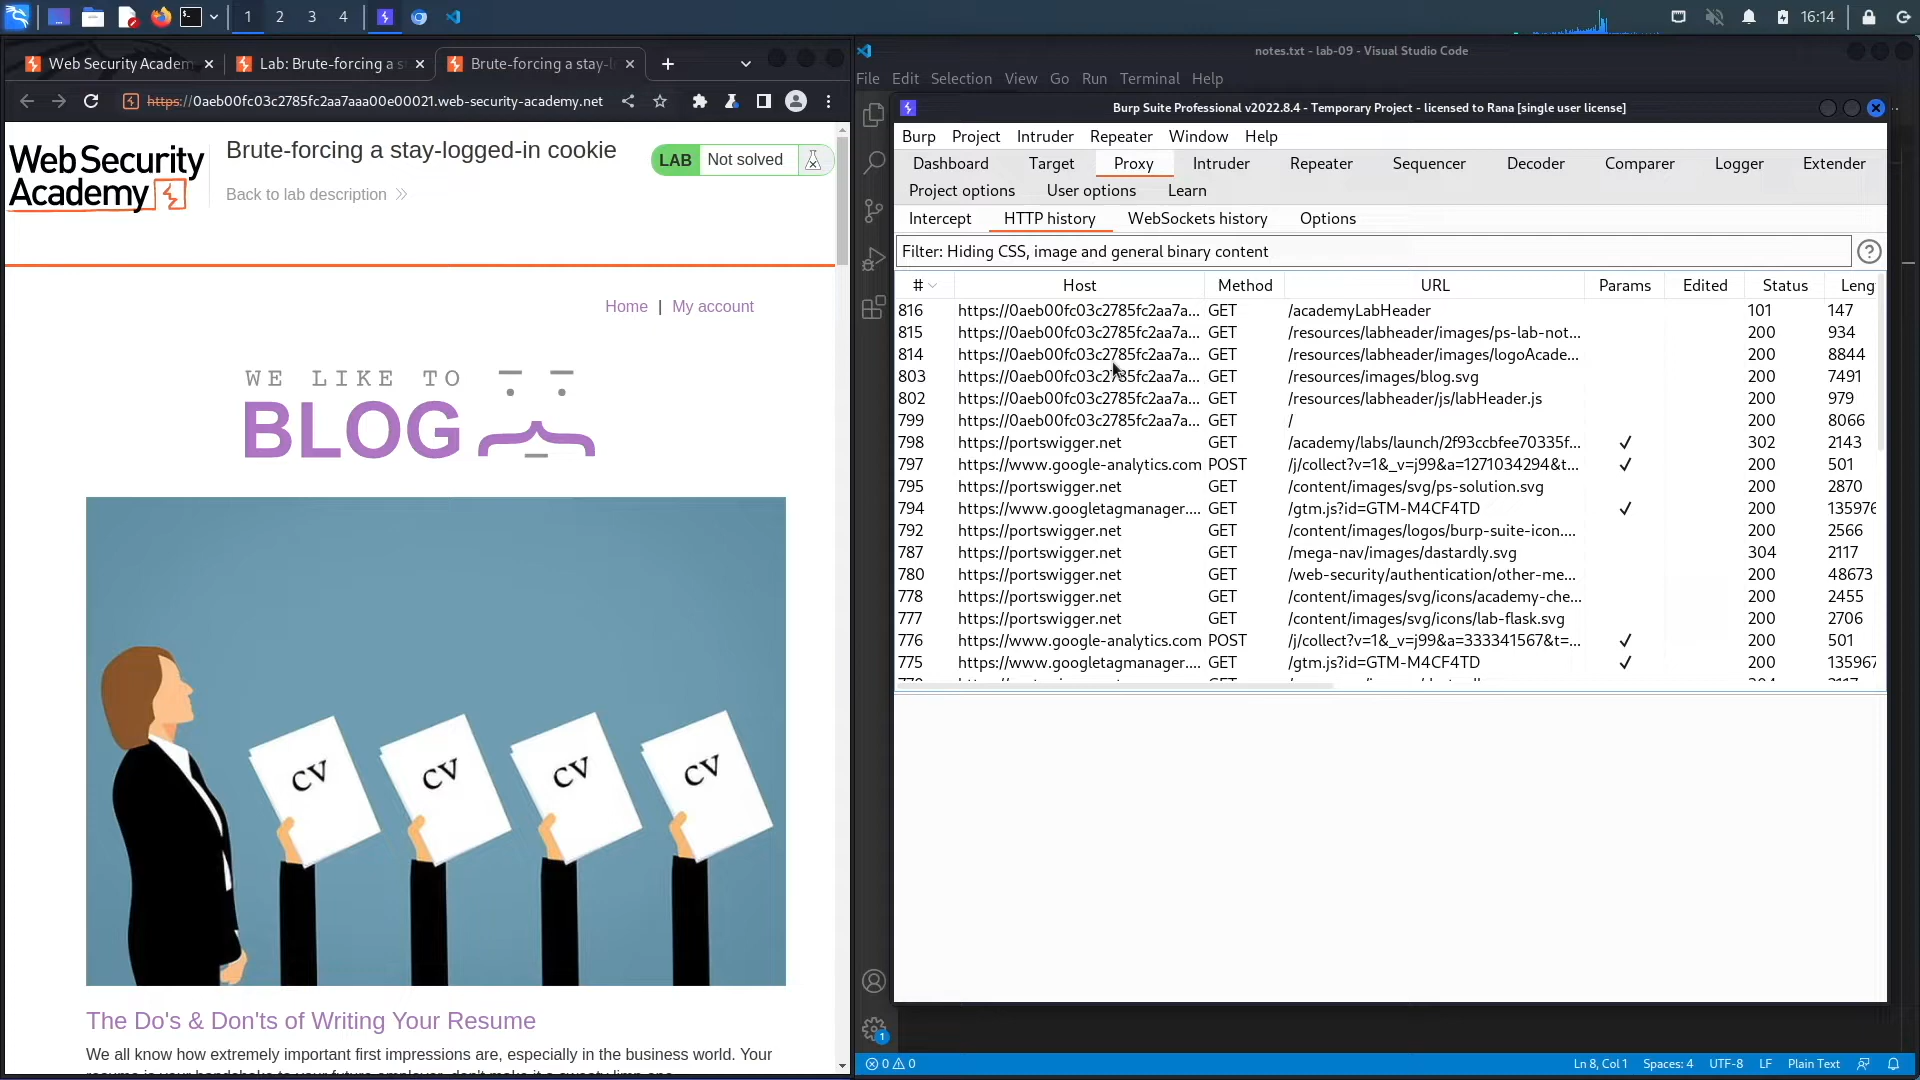 1 2 3 4 16:14
Web Security Academ
Lab: Brute-forcing a s
Brute-forcing a stay-l
https://0aeb00fc03c2785fc2aa7aaa00e00021.web-security-academy.net
Web Security
Academy
Brute-forcing a stay-logged-in cookie
Back to lab description
LAB Not solved
Home | My account
WE LIKE TO
BLOG
CV CV CV CV
The Do's & Don'ts of Writing Your Resume
We all know how extremely important first impressions are, especially in the business world. Your
notes.txt - lab-09 - Visual Studio Code
File Edit Selection View Go Run Terminal Help
Burp Suite Professional v2022.8.4 - Temporary Project - licensed to Rana [single user license]
Burp Project Intruder Repeater Window Help
Dashboard Target Proxy Intruder Repeater Sequencer Decoder Comparer Logger Extender
Project options User options Learn
Intercept HTTP history WebSockets history Options
Filter: Hiding CSS, image and general binary content
# Host Method URL Params Edited Status Leng
816 https://0aeb00fc03c2785fc2aa7a... GET /academyLabHeader 101 147
815 https://0aeb00fc03c2785fc2aa7a... GET /resources/labheader/images/ps-lab-not... 200 934
814 https://0aeb00fc03c2785fc2aa7a... GET /resources/labheader/images/logoAcade... 200 8844
803 https://0aeb00fc03c2785fc2aa7a... GET /resources/images/blog.svg 200 7491
802 https://0aeb00fc03c2785fc2aa7a... GET /resources/labheader/js/labHeader.js 200 979
799 https://0aeb00fc03c2785fc2aa7a... GET / 200 8066
798 https://portswigger.net GET /academy/labs/launch/2f93ccbfee70335f... ✓ 302 2143
797 https://www.google-analytics.com POST /j/collect?v=1&_v=j99&a=1271034294&t... ✓ 200 501
795 https://portswigger.net GET /content/images/svg/ps-solution.svg 200 2870
794 https://www.googletagmanager.... GET /gtm.js?id=GTM-M4CF4TD ✓ 200 135976
792 https://portswigger.net GET /content/images/logos/burp-suite-icon.... 200 2566
787 https://portswigger.net GET /mega-nav/images/dastardly.svg 304 2117
780 https://portswigger.net GET /web-security/authentication/other-me... 200 48673
778 https://portswigger.net GET /content/images/svg/icons/academy-che... 200 2455
777 https://portswigger.net GET /content/images/svg/icons/lab-flask.svg 200 2706
776 https://www.google-analytics.com POST /j/collect?v=1&_v=j99&a=333341567&t=... ✓ 200 501
775 https://www.googletagmanager.... GET /gtm.js?id=GTM-M4CF4TD ✓ 200 135967
1
0 0 Ln 8, Col 1 Spaces: 4 UTF-8 LF Plain Text